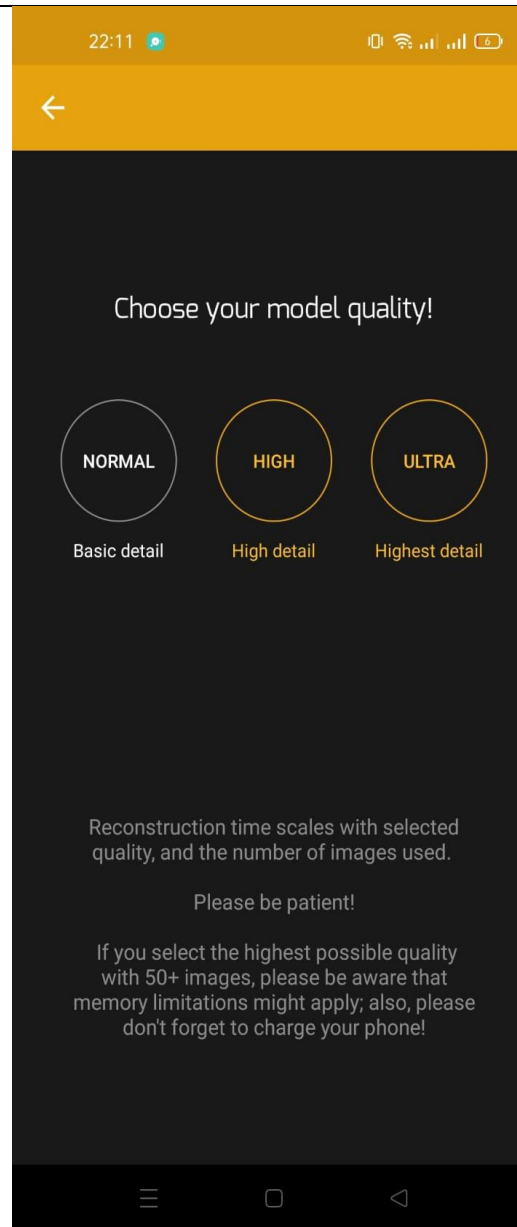 22:11
6
Choose your model quality!
NORMAL HIGH ULTRA
Basic detail High detail Highest detail
Reconstruction time scales with selected
quality, and the number of images used.
Please be patient!
If you select the highest possible quality
with 50+ images, please be aware that
memory limitations might apply; also, please
don't forget to charge your phone!